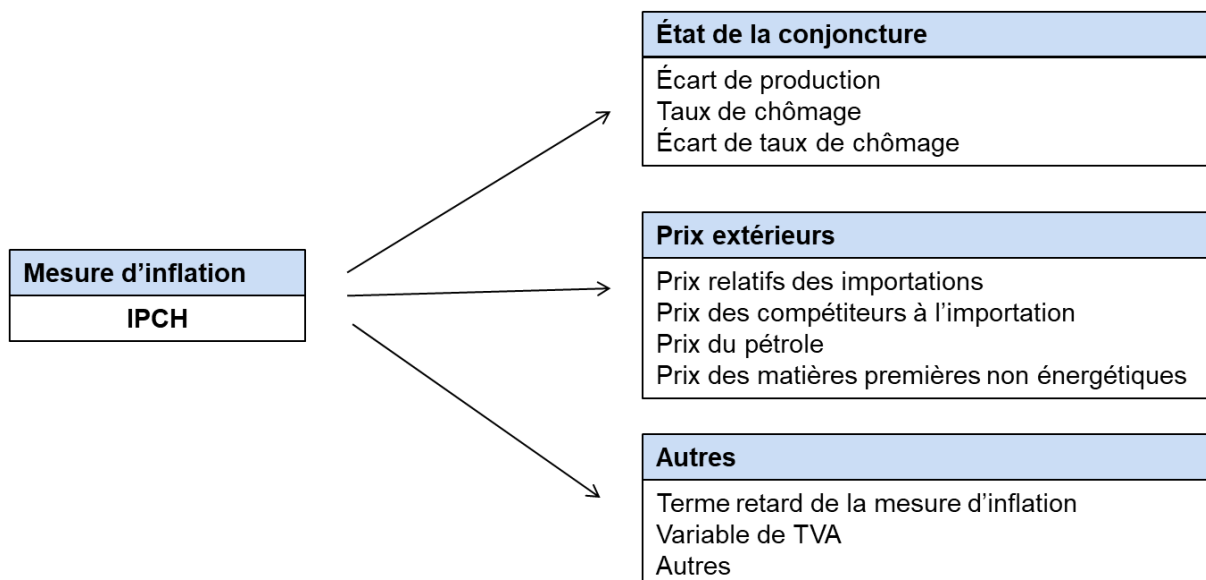 État de la conjoncture
Écart de production
Taux de chômage
Écart de taux de chômage
Mesure d’inflation
IPCH
Prix extérieurs
Prix relatifs des importations
Prix des compétiteurs à l’importation
Prix du pétrole
Prix des matières premières non énergétiques
Autres
Terme retard de la mesure d’inflation
Variable de TVA
Autres